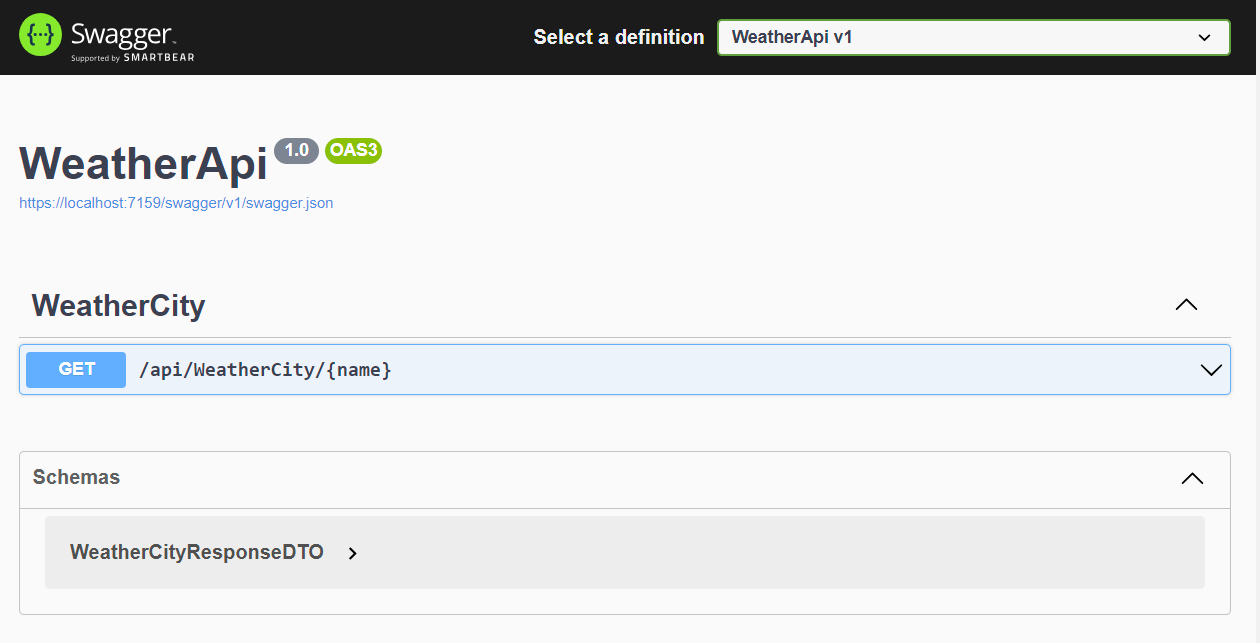 Swagger™
Supported by SMARTBEAR
Select a definition
WeatherApi v1
WeatherApi 1.0 OAS3
https://localhost:7159/swagger/v1/swagger.json
WeatherCity
GET /api/WeatherCity/{name}
Schemas
WeatherCityResponseDTO